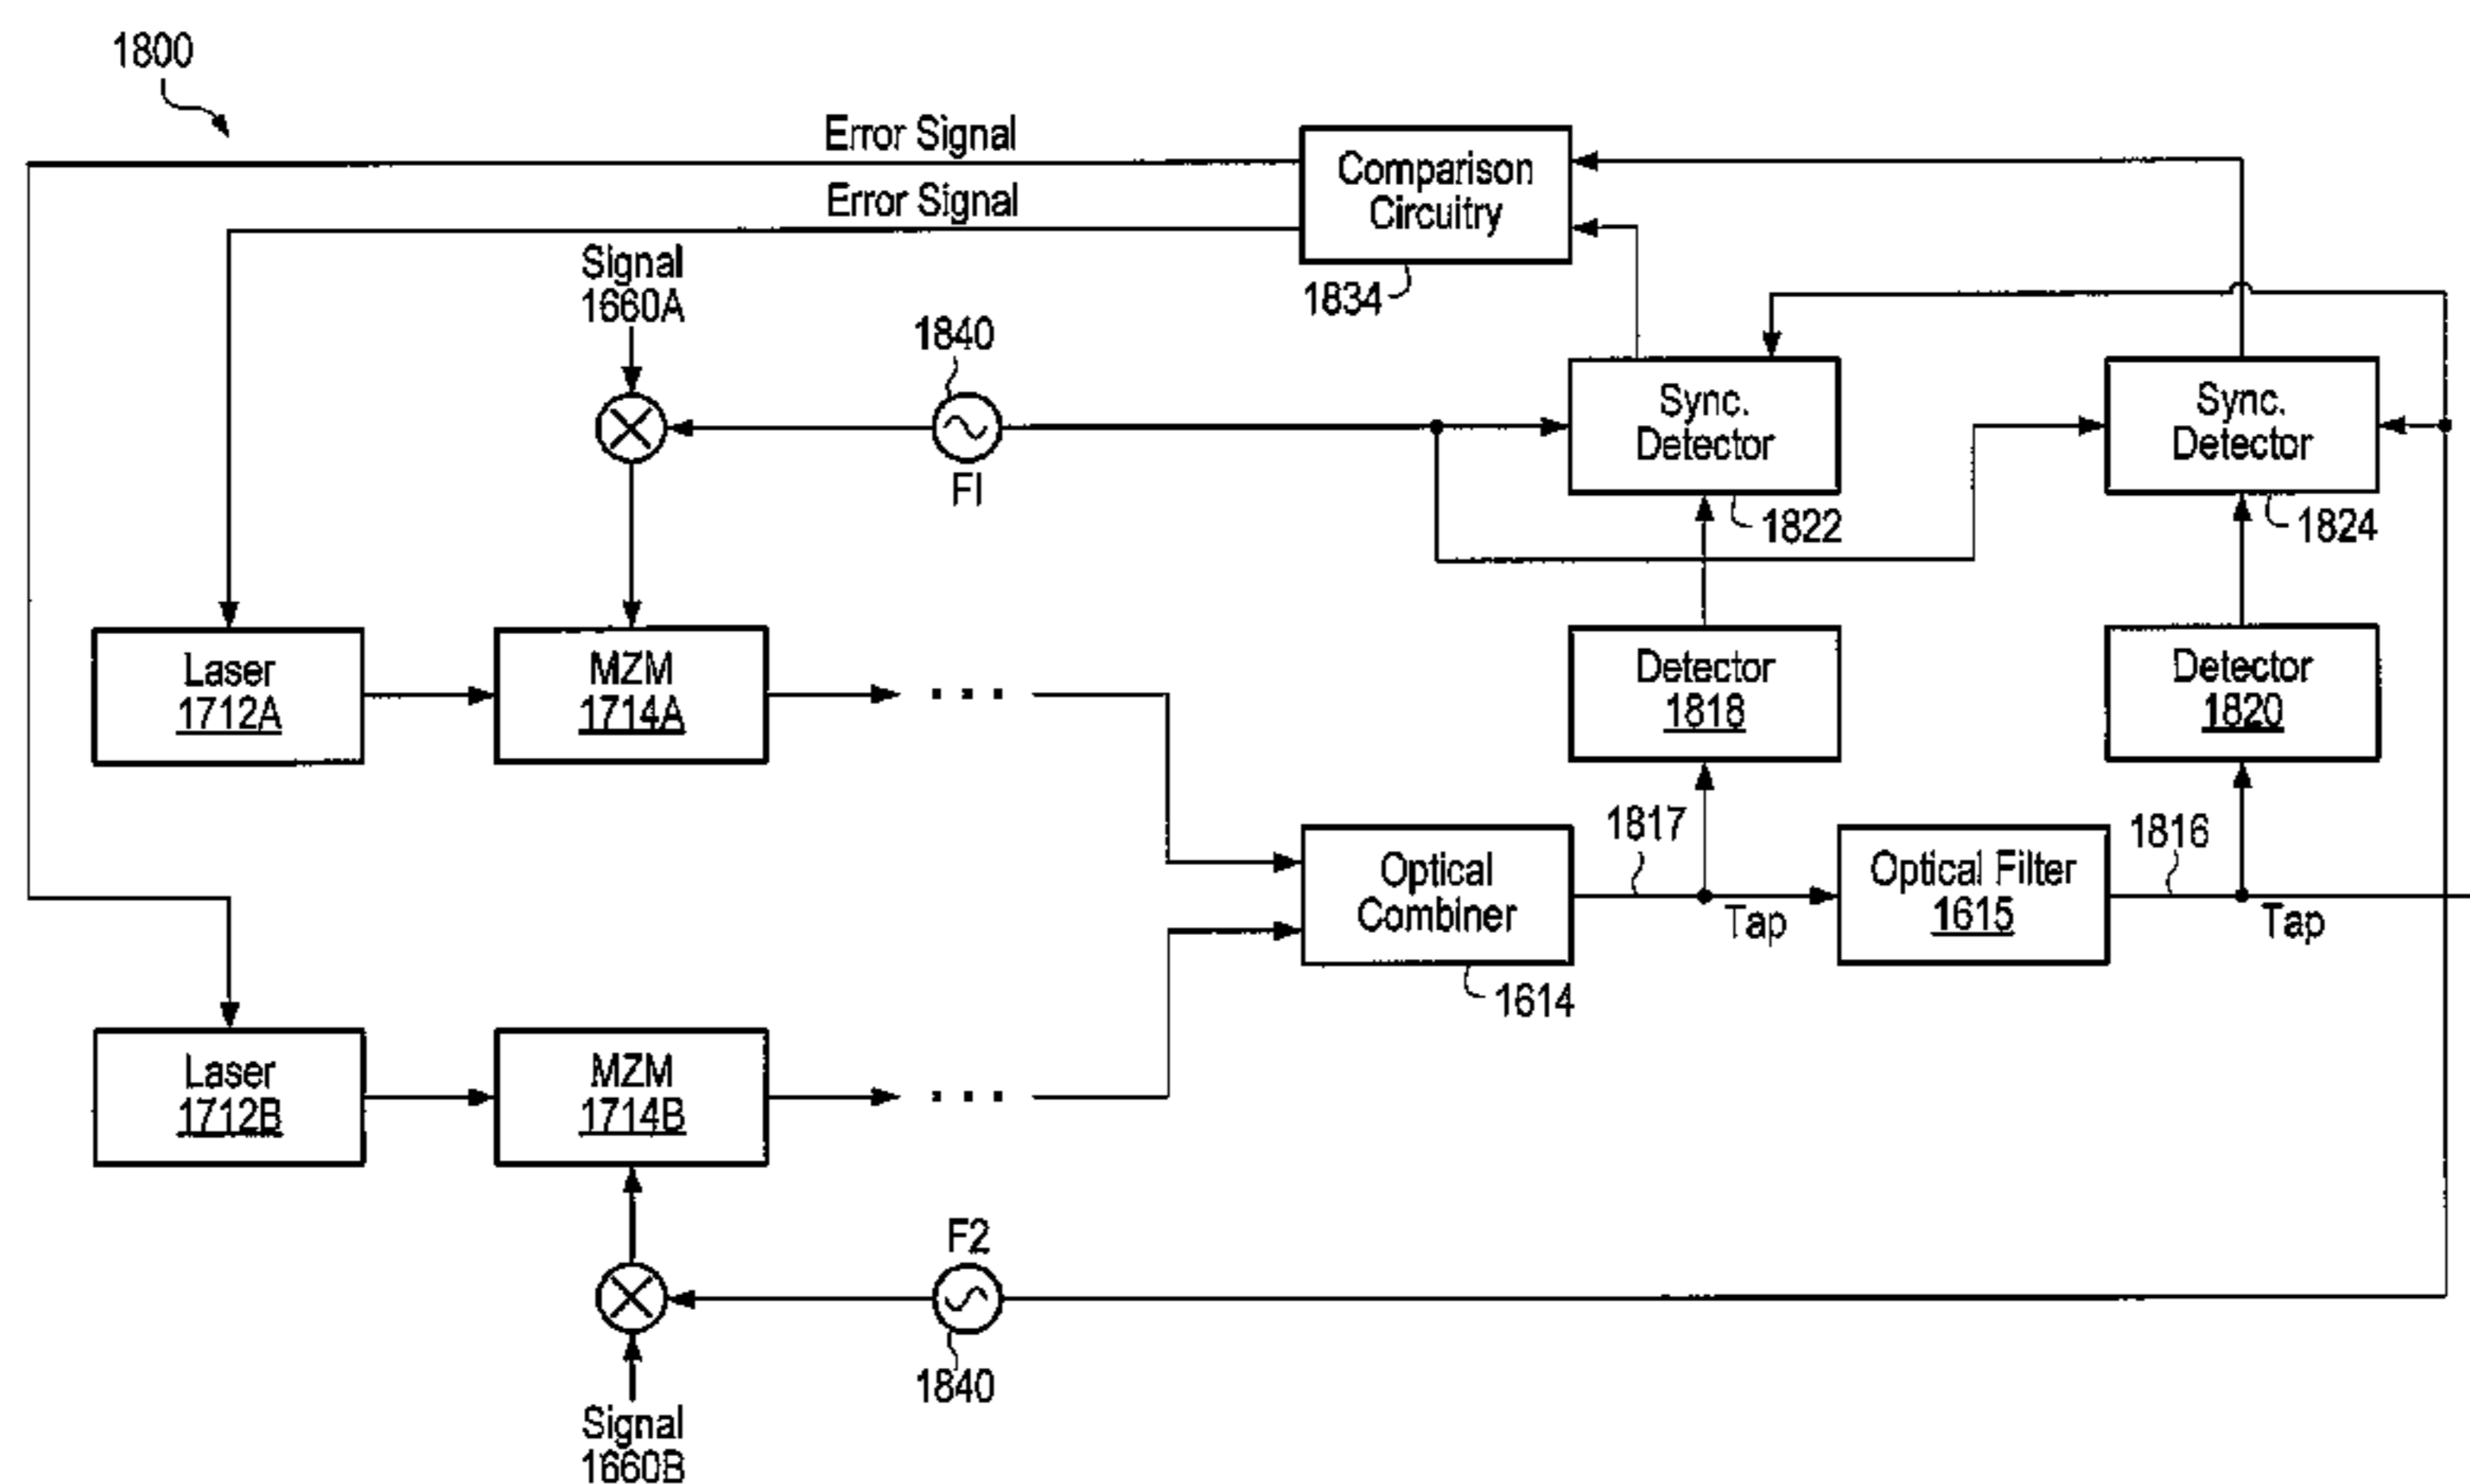 1800
Error Signal
Error Signal
Comparison
Circuitry
1834
Signal
1660A
1840
F1
Sync.
Detector
1822
Sync.
Detector
1824
Laser
1712A
MZM
1714A
Detector
1818
Detector
1820
1817
1816
Optical
Combiner
1614
Tap
Optical Filter
1615
Tap
Laser
1712B
MZM
1714B
F2
1840
Signal
1660B